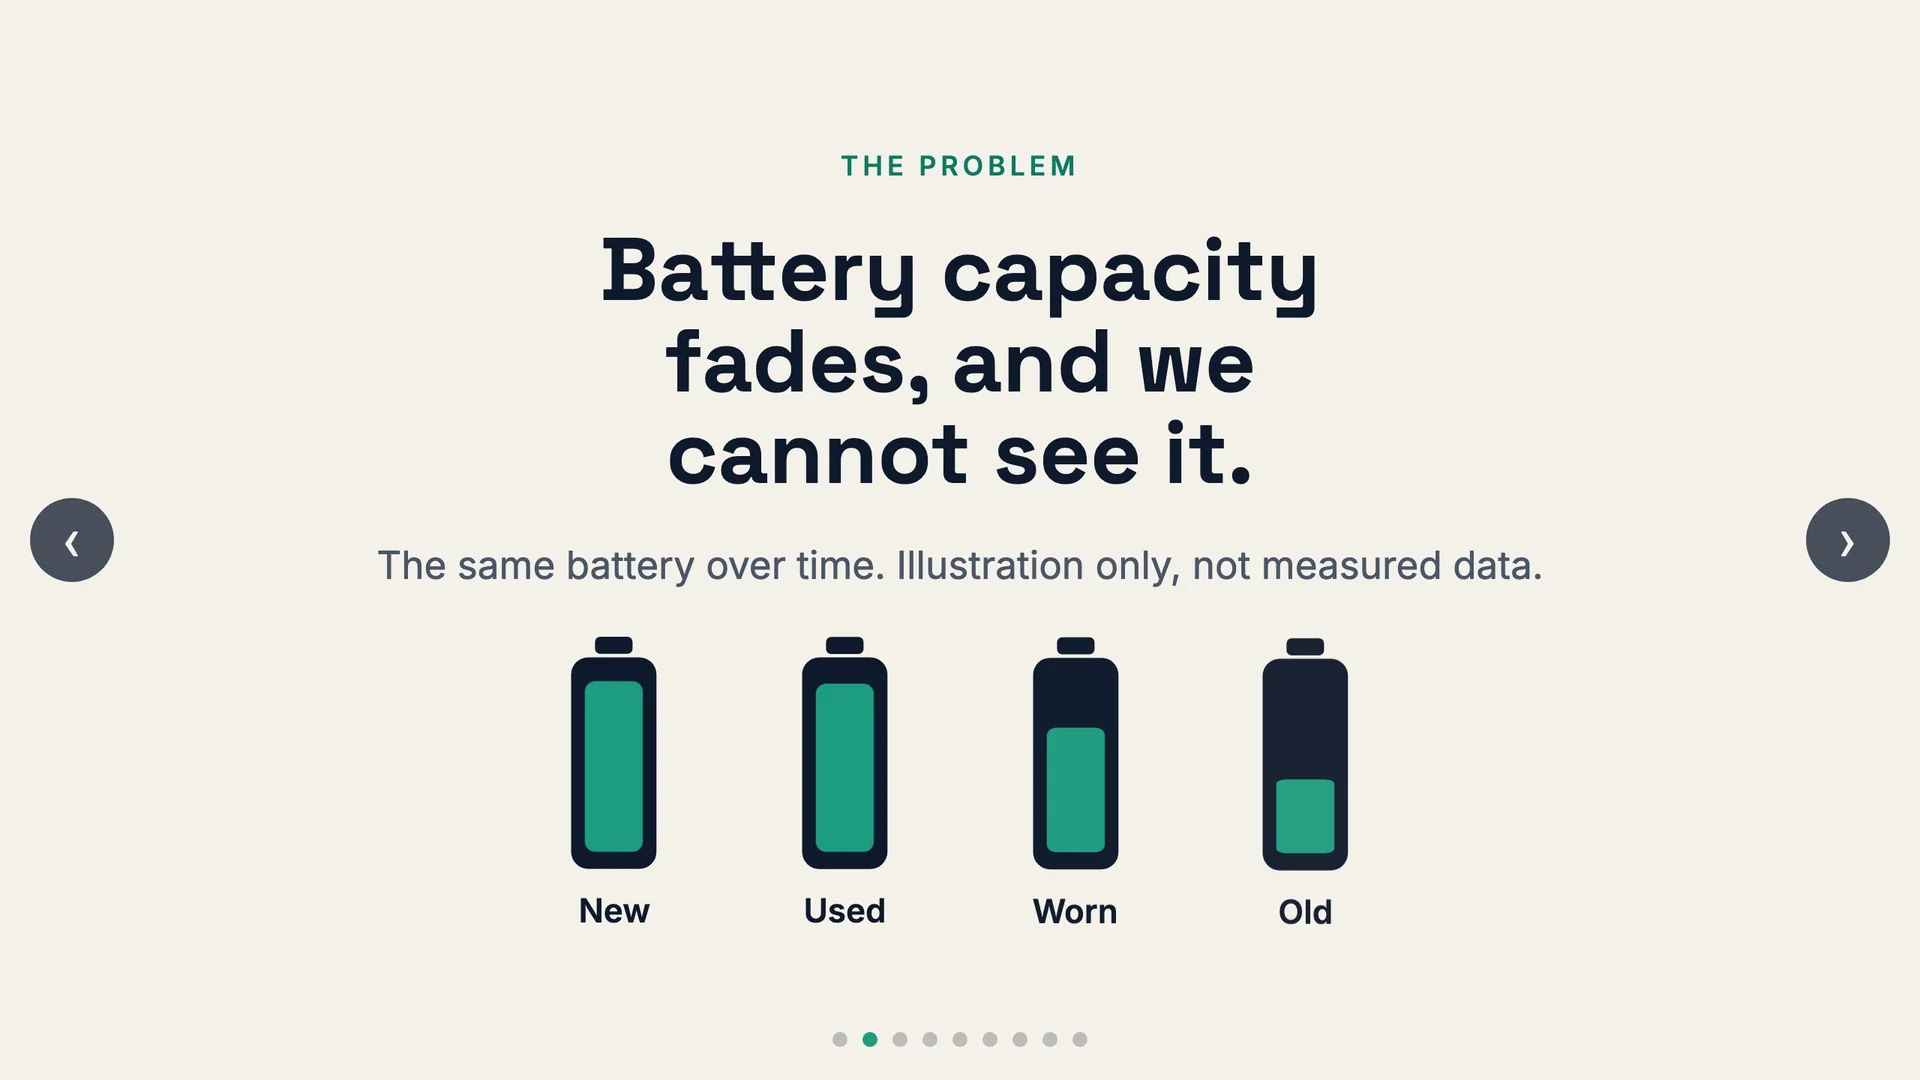 THE PROBLEM
Battery capacity
fades, and we
cannot see it.
The same battery over time. Illustration only, not measured data.
New
Used
Worn
Old